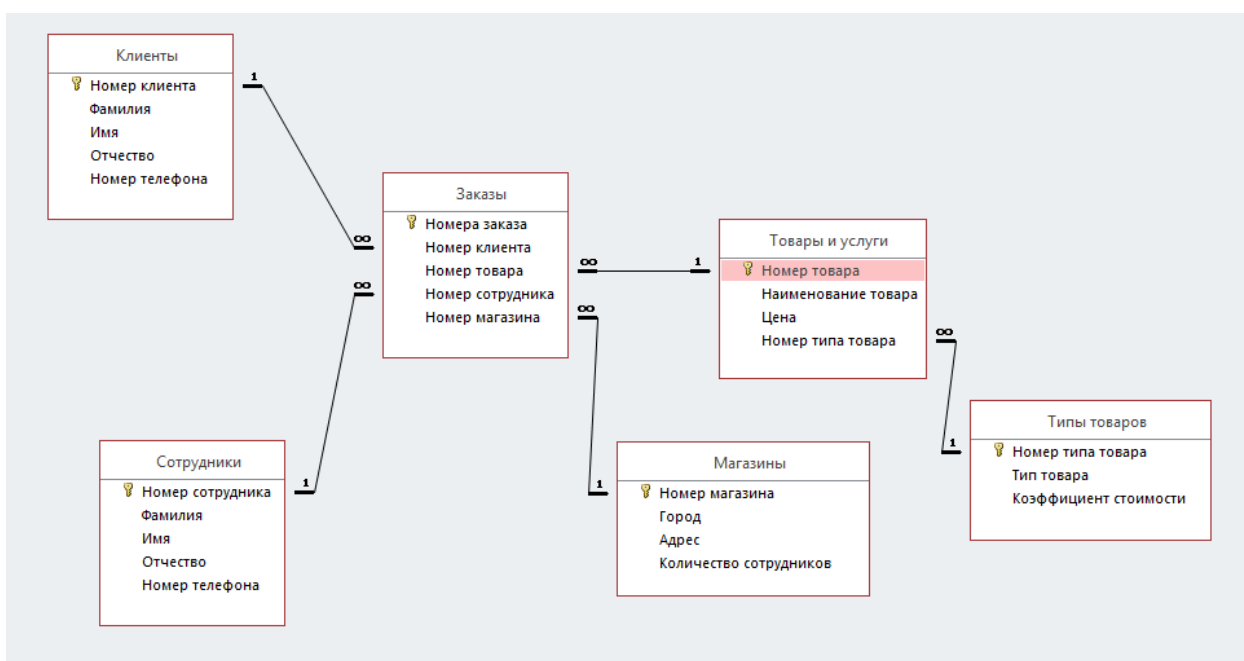 Клиенты
Номер клиента
Фамилия
Имя
Отчество
Номер телефона
1
∞
Заказы
Номера заказа
Номер клиента
Номер товара
Номер сотрудника
Номер магазина
∞
∞
1
∞
Товары и услуги
Номер товара
Наименование товара
Цена
Номер типа товара
∞
1
Типы товаров
Номер типа товара
Тип товара
Коэффициент стоимости
Сотрудники
Номер сотрудника
Фамилия
Имя
Отчество
Номер телефона
1
1
Магазины
Номер магазина
Город
Адрес
Количество сотрудников